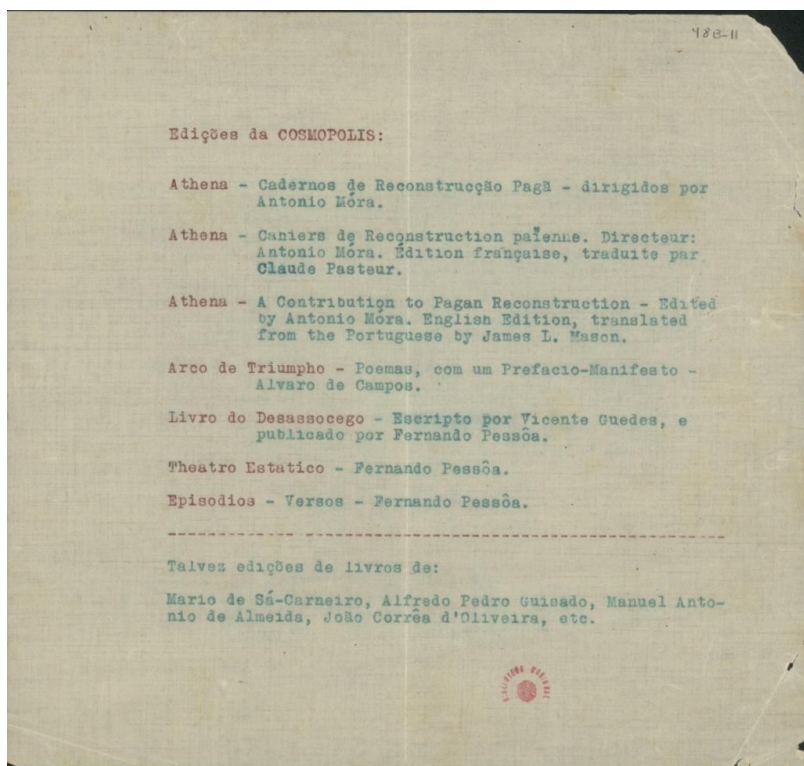 48B-11
Edições da COSMOPOLIS:
Athena - Cadernos de Reconstrucção Pagã - dirigidos por
Antonio Móra.
Athena - Caniers de Reconstruction païenne. Directeur:
Antonio Móra. Édition française, traduite par
Claude Pasteur.
Athena - A Contribution to Pagan Reconstruction - Edited
by Antonio Móra. English Edition, translated
from the Portuguese by James L. Mason.
Arco de Triumpho - Poemas, com um Prefacio-Manifesto -
Alvaro de Campos.
Livro do Desassocego - Escripto por Vicente Guedes, e
publicado por Fernando Pessôa.
Theatro Estatico - Fernando Pessôa.
Episodios - Versos - Fernando Pessôa.
Talvez edições de livros de:
Mario de Sá-Carneiro, Alfredo Pedro Guisado, Manuel Anto-
nio de Almeida, João Corrêa d'Oliveira, etc.
BIBLIOTHECA NACIONAL